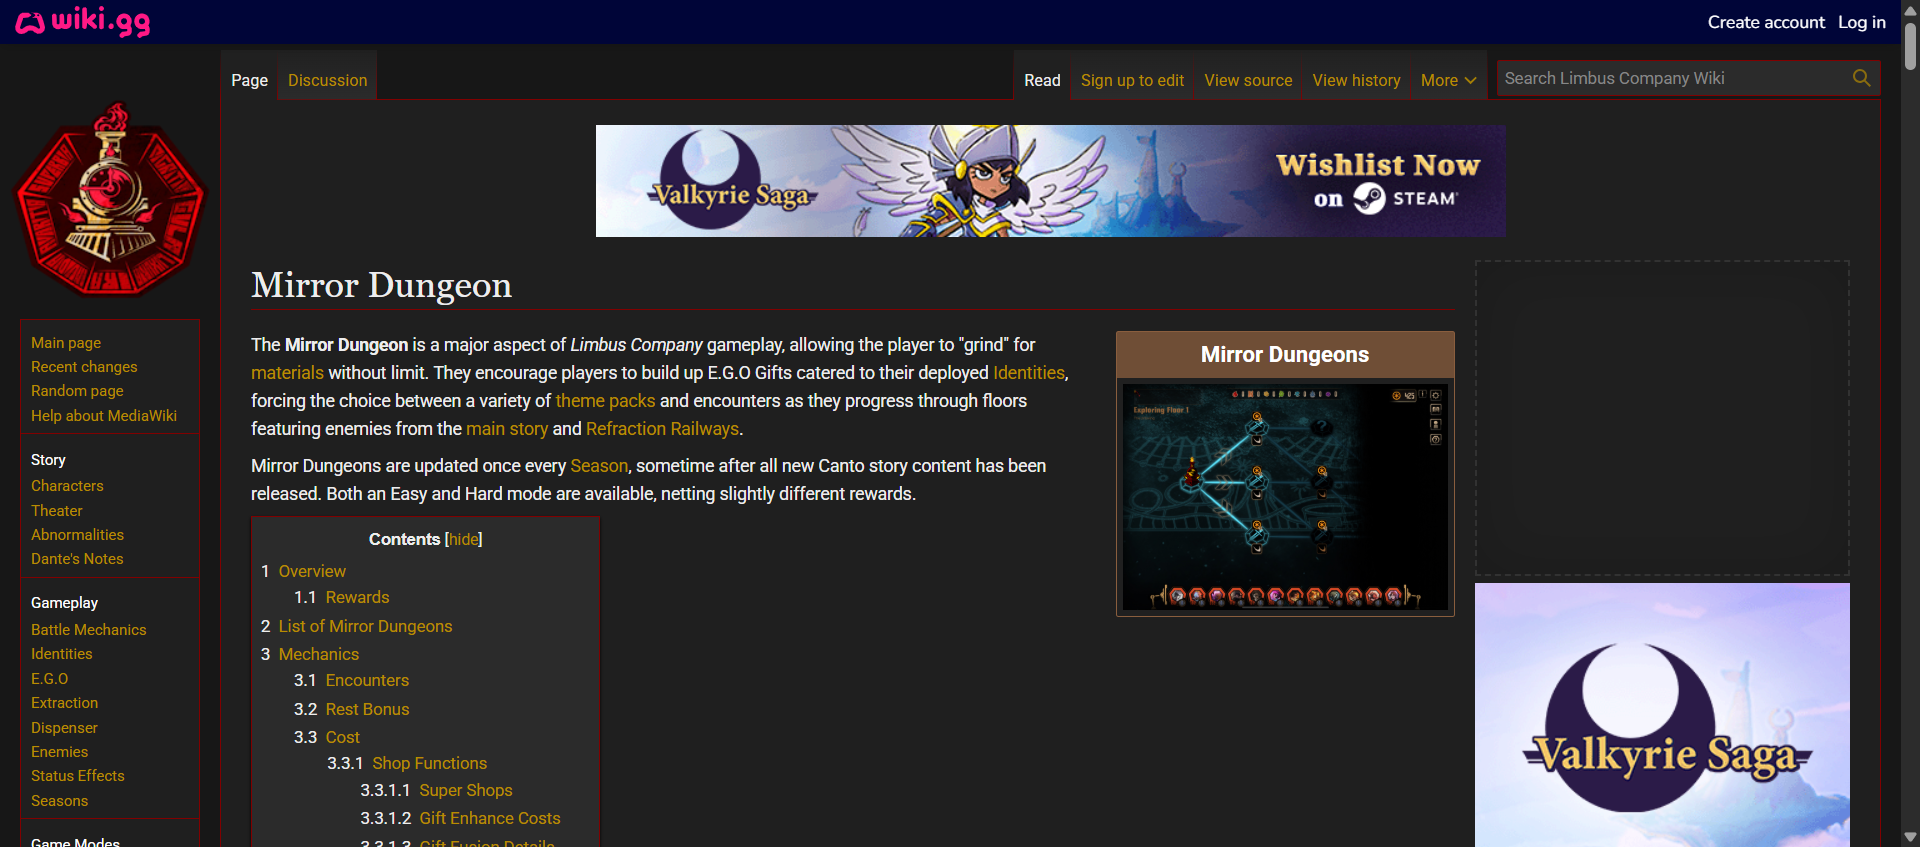 wiki.gg
Create account Log in
Page Discussion
Read Sign up to edit View source View history More
Search Limbus Company Wiki
Valkyrie Saga
Wishlist Now
on STEAM
Mirror Dungeon
Main page
Recent changes
Random page
Help about MediaWiki
Story
Characters
Theater
Abnormalities
Dante's Notes
Gameplay
Battle Mechanics
Identities
E.G.O
Extraction
Dispenser
Enemies
Status Effects
Seasons
Game Modes
The Mirror Dungeon is a major aspect of Limbus Company gameplay, allowing the player to "grind" for
materials without limit. They encourage players to build up E.G.O Gifts catered to their deployed Identities,
forcing the choice between a variety of theme packs and encounters as they progress through floors
featuring enemies from the main story and Refraction Railways.
Mirror Dungeons are updated once every Season, sometime after all new Canto story content has been
released. Both an Easy and Hard mode are available, netting slightly different rewards.
Contents [hide]
1 Overview
1.1 Rewards
2 List of Mirror Dungeons
3 Mechanics
3.1 Encounters
3.2 Rest Bonus
3.3 Cost
3.3.1 Shop Functions
3.3.1.1 Super Shops
3.3.1.2 Gift Enhance Costs
3.3.1.3 Gift Fusion Details
Mirror Dungeons
Exploring Floor 1
425
Valkyrie Saga